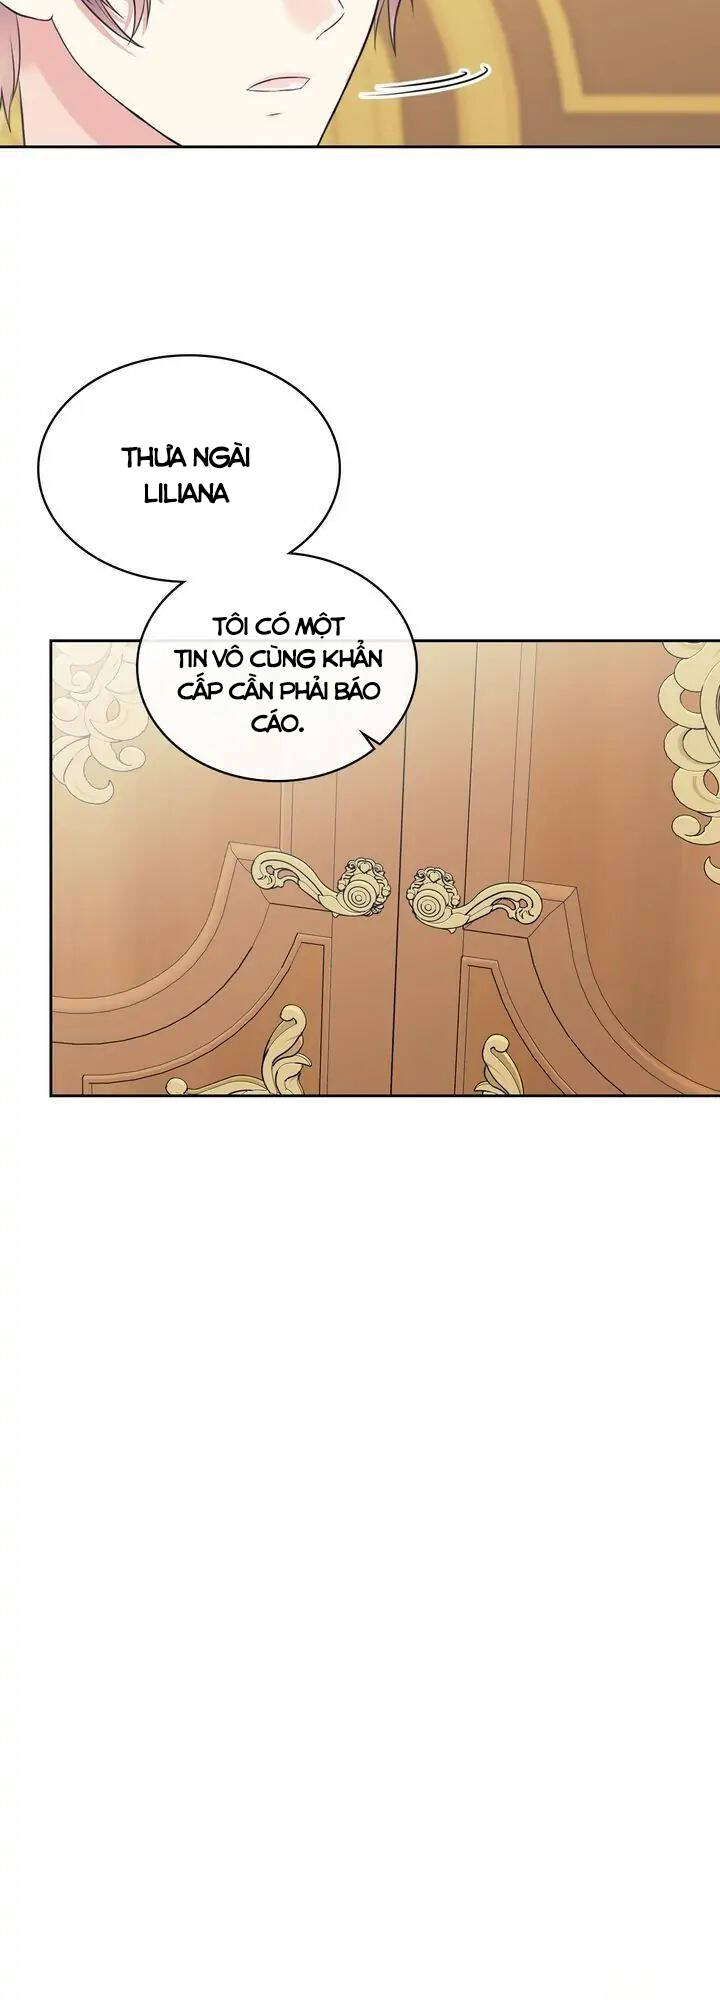 THƯA NGÀI
LILIANA
TÔI CÓ MỘT
TIN VÔ CÙNG KHẨN
CẤP CẦN PHẢI BÁO
CÁO.